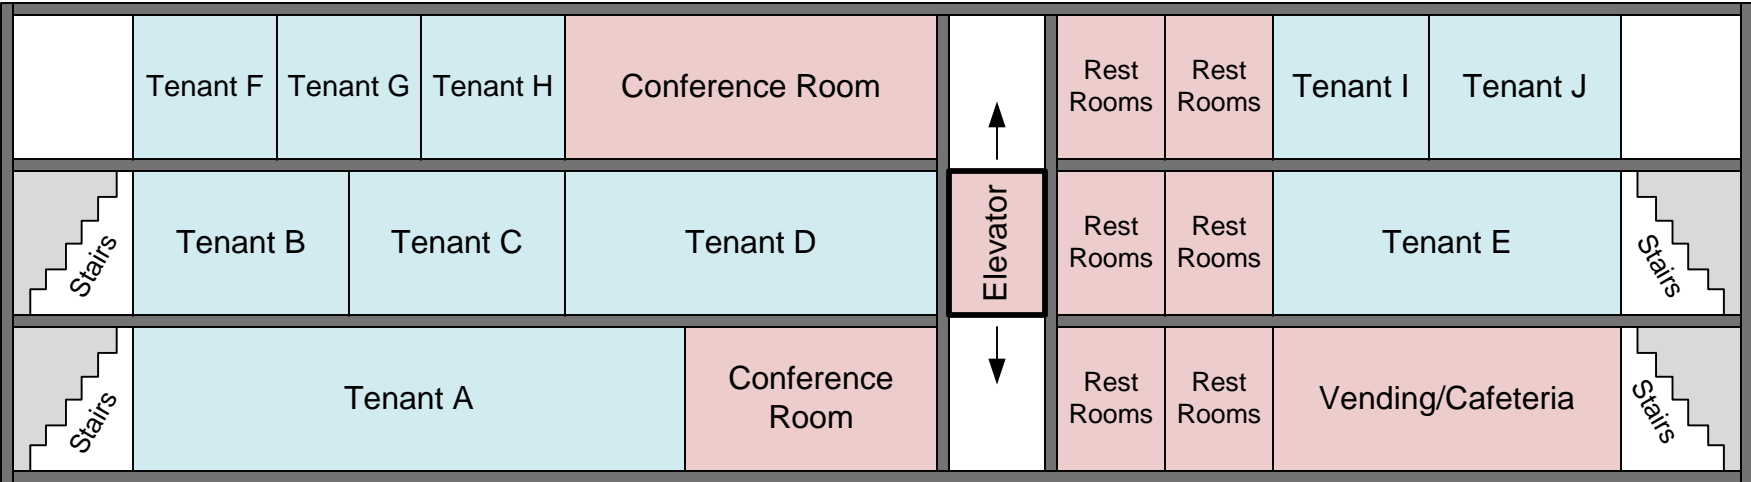 Tenant F
Tenant G
Tenant H
Conference Room
Rest
Rooms
Rest
Rooms
Tenant I
Tenant J
Stairs
Tenant B
Tenant C
Tenant D
Elevator
Rest
Rooms
Rest
Rooms
Tenant E
Stairs
Stairs
Tenant A
Conference
Room
Rest
Rooms
Rest
Rooms
Vending/Cafeteria
Stairs